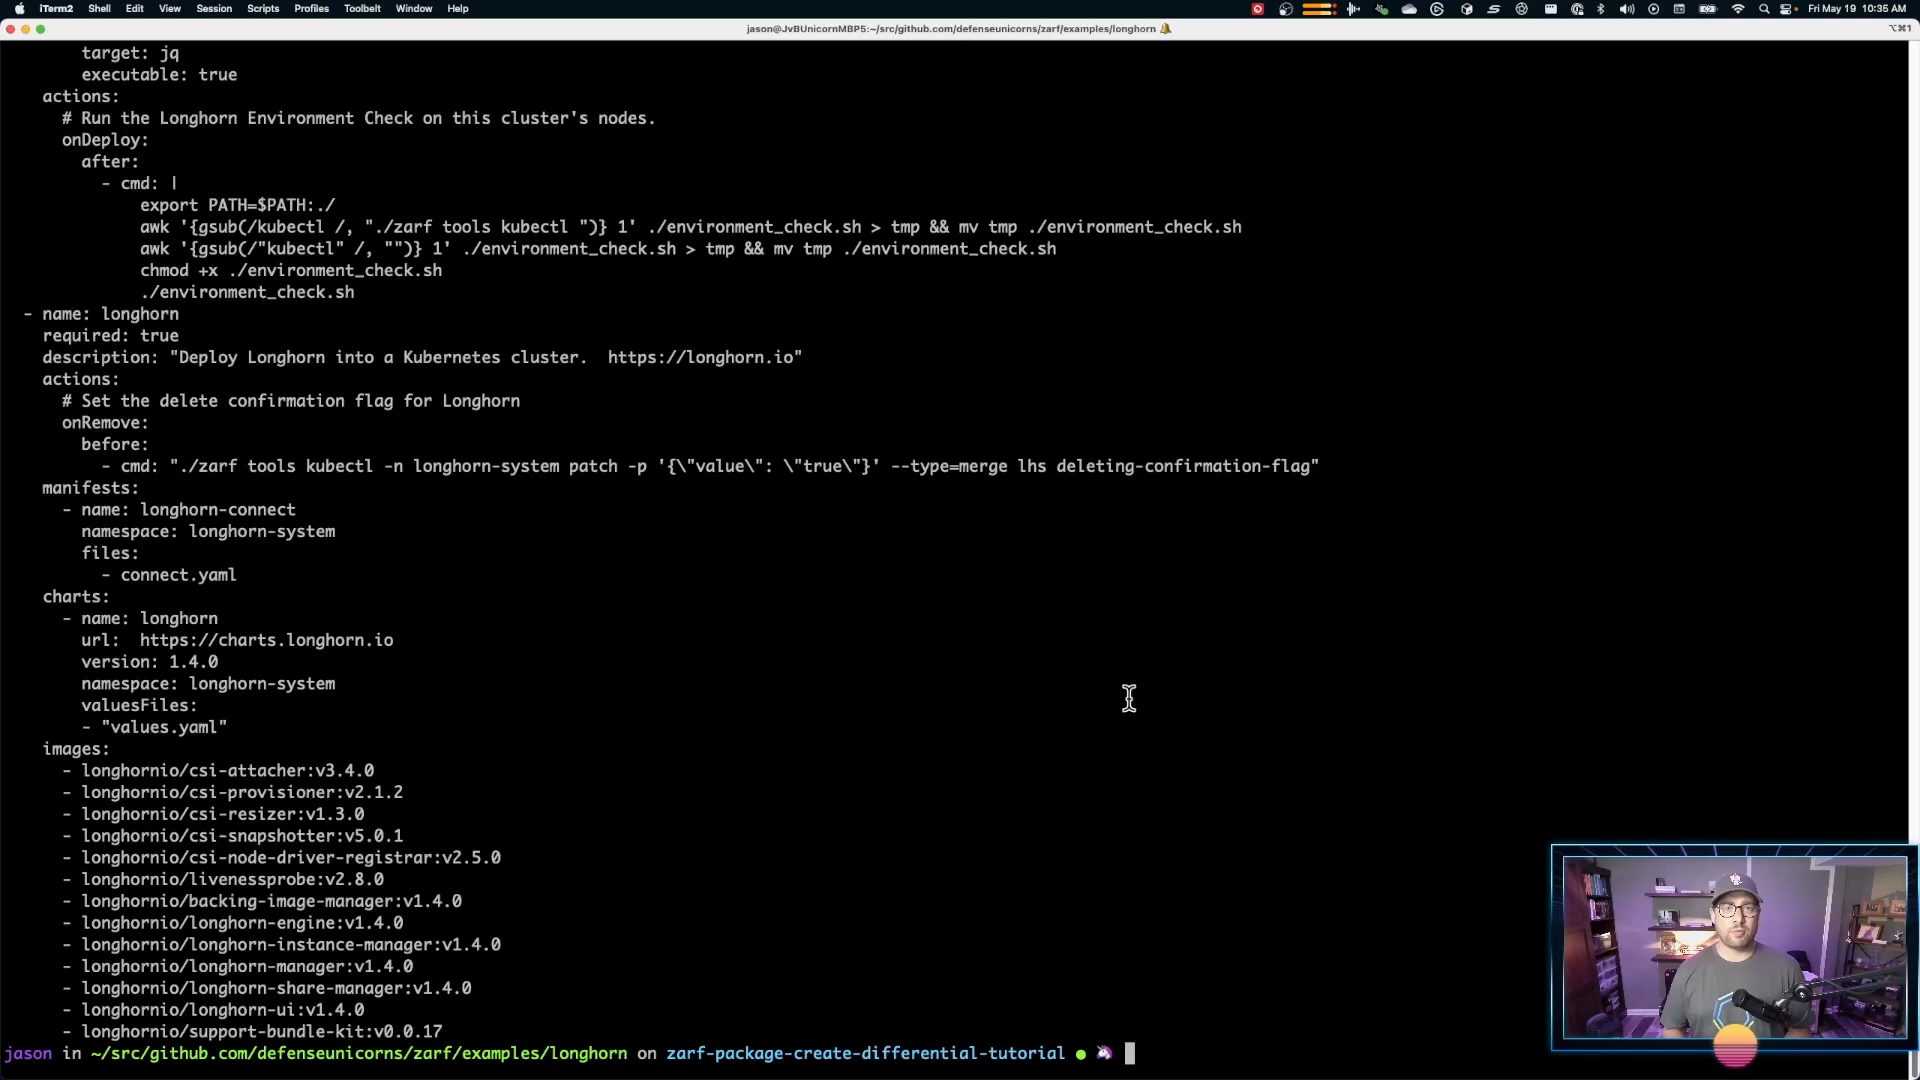 iTerm2 Shell Edit View Session Scripts Profiles Toolbelt Window Help Fri May 19 10:35 AM
jason@JvBUnicornMBP5:~/src/github.com/defenseunicorns/zarf/examples/longhorn ⌥⌘1
target: jq
executable: true
actions:
# Run the Longhorn Environment Check on this cluster's nodes.
onDeploy:
after:
- cmd: |
export PATH=$PATH:./
awk '{gsub(/kubectl /, "./zarf tools kubectl ")} 1' ./environment_check.sh > tmp && mv tmp ./environment_check.sh
awk '{gsub(/"kubectl" /, "")} 1' ./environment_check.sh > tmp && mv tmp ./environment_check.sh
chmod +x ./environment_check.sh
./environment_check.sh
- name: longhorn
required: true
description: "Deploy Longhorn into a Kubernetes cluster.  https://longhorn.io"
actions:
# Set the delete confirmation flag for Longhorn
onRemove:
before:
- cmd: "./zarf tools kubectl -n longhorn-system patch -p '{\"value\": \"true\"}' --type=merge lhs deleting-confirmation-flag"
manifests:
- name: longhorn-connect
namespace: longhorn-system
files:
- connect.yaml
charts:
- name: longhorn
url:  https://charts.longhorn.io
version: 1.4.0
namespace: longhorn-system
valuesFiles:
- "values.yaml"
images:
- longhornio/csi-attacher:v3.4.0
- longhornio/csi-provisioner:v2.1.2
- longhornio/csi-resizer:v1.3.0
- longhornio/csi-snapshotter:v5.0.1
- longhornio/csi-node-driver-registrar:v2.5.0
- longhornio/livenessprobe:v2.8.0
- longhornio/backing-image-manager:v1.4.0
- longhornio/longhorn-engine:v1.4.0
- longhornio/longhorn-instance-manager:v1.4.0
- longhornio/longhorn-manager:v1.4.0
- longhornio/longhorn-share-manager:v1.4.0
- longhornio/longhorn-ui:v1.4.0
- longhornio/support-bundle-kit:v0.0.17
jason in ~/src/github.com/defenseunicorns/zarf/examples/longhorn on zarf-package-create-differential-tutorial ● 🦄